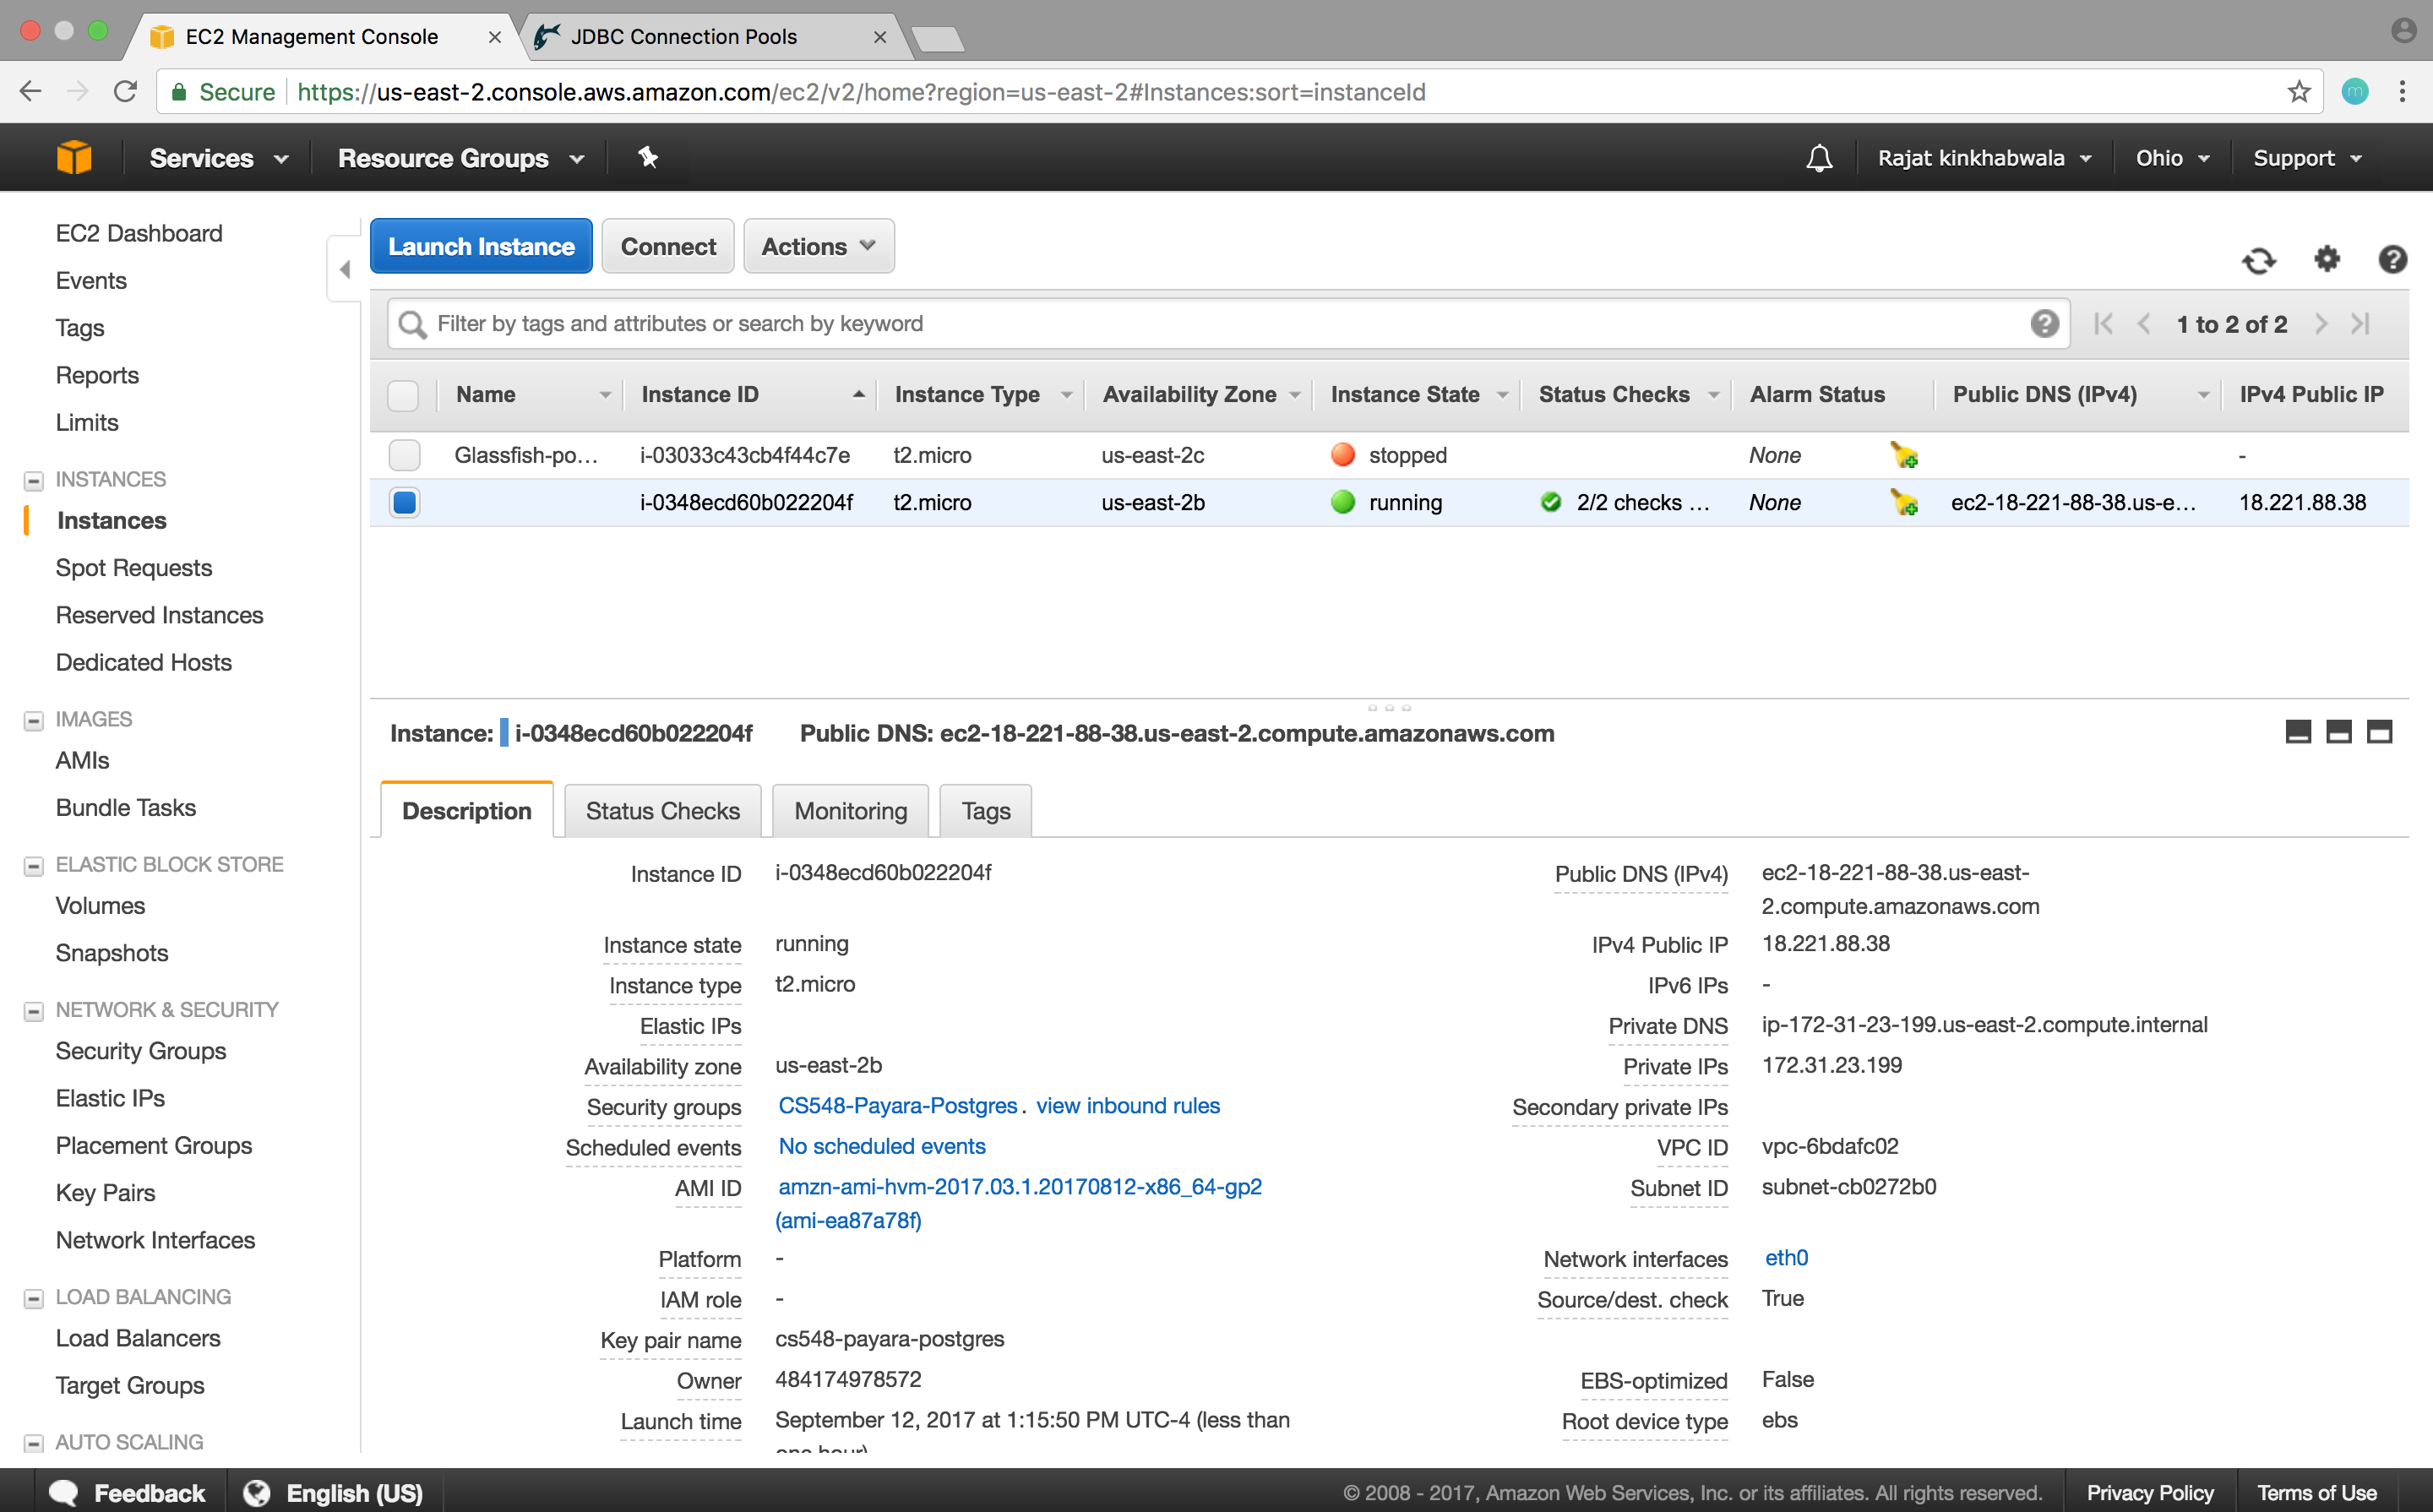 EC2 Management Console
JDBC Connection Pools
Secure https://us-east-2.console.aws.amazon.com/ec2/v2/home?region=us-east-2#Instances:sort=instanceId
m
Services Resource Groups Rajat kinkhabwala Ohio Support
EC2 Dashboard
Events
Tags
Reports
Limits
INSTANCES
Instances
Spot Requests
Reserved Instances
Dedicated Hosts
IMAGES
AMIs
Bundle Tasks
ELASTIC BLOCK STORE
Volumes
Snapshots
NETWORK & SECURITY
Security Groups
Elastic IPs
Placement Groups
Key Pairs
Network Interfaces
LOAD BALANCING
Load Balancers
Target Groups
AUTO SCALING
Launch Instance Connect Actions
Filter by tags and attributes or search by keyword 1 to 2 of 2
Name Instance ID Instance Type Availability Zone Instance State Status Checks Alarm Status Public DNS (IPv4) IPv4 Public IP
Glassfish-po... i-03033c43cb4f44c7e t2.micro us-east-2c stopped None -
i-0348ecd60b022204f t2.micro us-east-2b running 2/2 checks ... None ec2-18-221-88-38.us-e... 18.221.88.38
Instance: i-0348ecd60b022204f Public DNS: ec2-18-221-88-38.us-east-2.compute.amazonaws.com
Description Status Checks Monitoring Tags
Instance ID i-0348ecd60b022204f
Instance state running
Instance type t2.micro
Elastic IPs
Availability zone us-east-2b
Security groups CS548-Payara-Postgres. view inbound rules
Scheduled events No scheduled events
AMI ID amzn-ami-hvm-2017.03.1.20170812-x86_64-gp2
(ami-ea87a78f)
Platform -
IAM role -
Key pair name cs548-payara-postgres
Owner 484174978572
Launch time September 12, 2017 at 1:15:50 PM UTC-4 (less than
one hour)
Public DNS (IPv4) ec2-18-221-88-38.us-east-
2.compute.amazonaws.com
IPv4 Public IP 18.221.88.38
IPv6 IPs -
Private DNS ip-172-31-23-199.us-east-2.compute.internal
Private IPs 172.31.23.199
Secondary private IPs
VPC ID vpc-6bdafc02
Subnet ID subnet-cb0272b0
Network interfaces eth0
Source/dest. check True
EBS-optimized False
Root device type ebs
Feedback English (US) © 2008 - 2017, Amazon Web Services, Inc. or its affiliates. All rights reserved. Privacy Policy Terms of Use